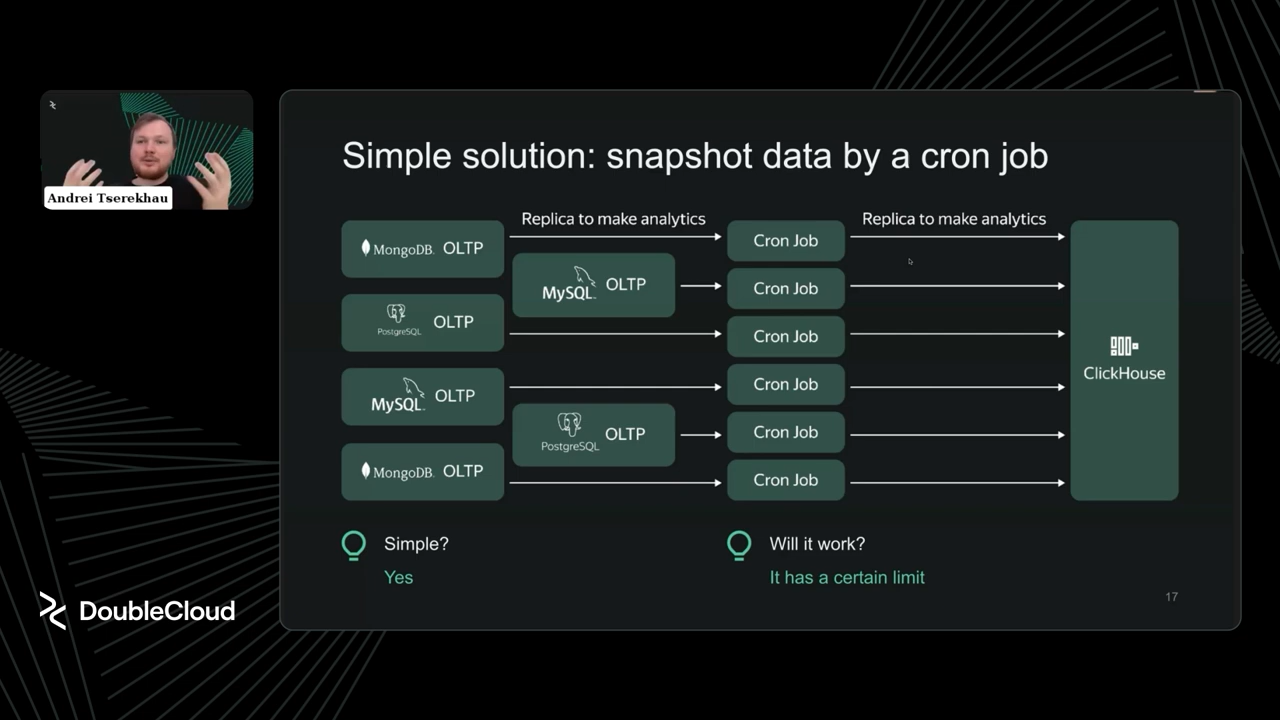 Andrei Tserekhau
DoubleCloud
Simple solution: snapshot data by a cron job
Replica to make analytics
Replica to make analytics
MongoDB. OLTP
MySQL OLTP
PostgreSQL OLTP
MySQL OLTP
PostgreSQL OLTP
MongoDB. OLTP
Cron Job
Cron Job
Cron Job
Cron Job
Cron Job
Cron Job
ClickHouse
Simple?
Yes
Will it work?
It has a certain limit
17